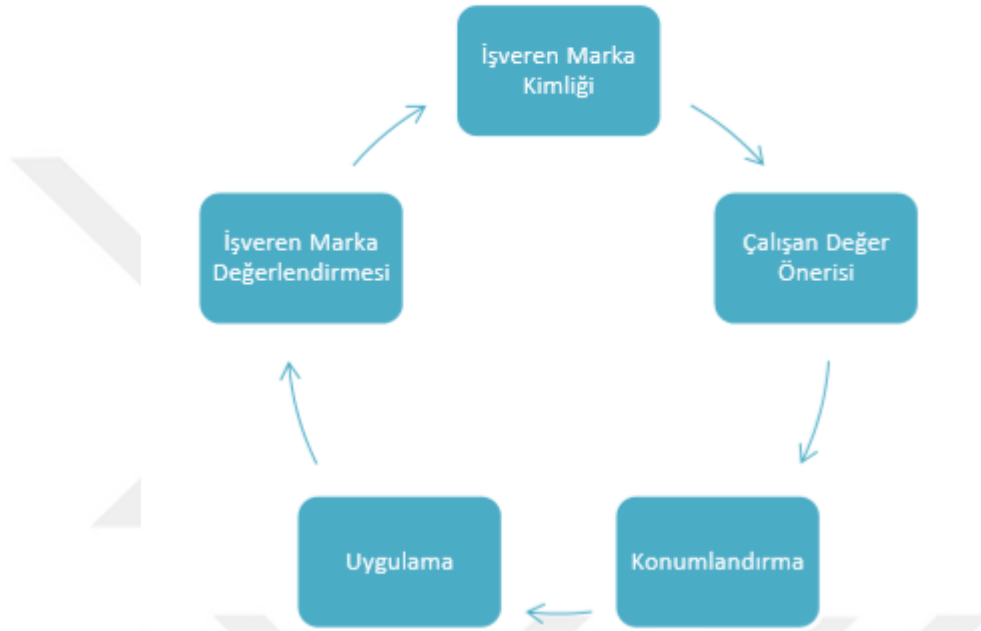 İşveren Marka
Kimliği
Çalışan Değer
Önerisi
Konumlandırma
Uygulama
İşveren Marka
Değerlendirmesi